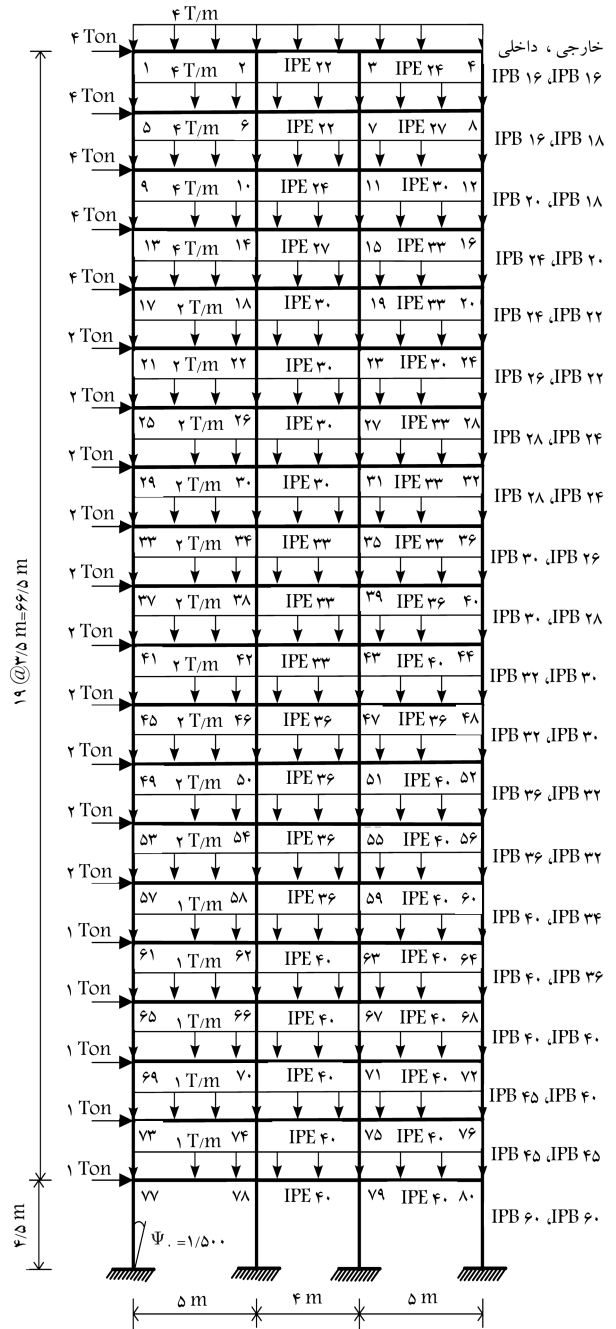 ۴ T/m
۴ Ton
خارجی ، داخلی
۱ ۴ T/m ۲ IPE ۲۲ ۳ IPE ۲۴ ۴ IPB ۱۶ ،IPB ۱۶
۴ Ton
۵ ۴ T/m ۶ IPE ۲۲ ۷ IPE ۲۷ ۸ IPB ۱۶ ،IPB ۱۸
۴ Ton
۹ ۴ T/m ۱۰ IPE ۲۴ ۱۱ IPE ۳۰ ۱۲ IPB ۲۰ ،IPB ۱۸
۴ Ton
۱۳ ۴ T/m ۱۴ IPE ۲۷ ۱۵ IPE ۳۳ ۱۶ IPB ۲۴ ،IPB ۲۰
۴ Ton
۱۷ ۲ T/m ۱۸ IPE ۳۰ ۱۹ IPE ۳۳ ۲۰ IPB ۲۴ ،IPB ۲۲
۲ Ton
۲۱ ۲ T/m ۲۲ IPE ۳۰ ۲۳ IPE ۳۰ ۲۴ IPB ۲۶ ،IPB ۲۲
۲ Ton
۲۵ ۲ T/m ۲۶ IPE ۳۰ ۲۷ IPE ۳۳ ۲۸ IPB ۲۸ ،IPB ۲۴
۲ Ton
۲۹ ۲ T/m ۳۰ IPE ۳۰ ۳۱ IPE ۳۳ ۳۲ IPB ۲۸ ،IPB ۲۴
۲ Ton
۳۳ ۲ T/m ۳۴ IPE ۳۳ ۳۵ IPE ۳۳ ۳۶ IPB ۳۰ ،IPB ۲۶
۲ Ton
۳۷ ۲ T/m ۳۸ IPE ۳۳ ۳۹ IPE ۳۶ ۴۰ IPB ۳۰ ،IPB ۲۸
۲ Ton
۴۱ ۲ T/m ۴۲ IPE ۳۳ ۴۳ IPE ۴۰ ۴۴ IPB ۳۲ ،IPB ۳۰
۲ Ton
۴۵ ۲ T/m ۴۶ IPE ۳۶ ۴۷ IPE ۳۶ ۴۸ IPB ۳۲ ،IPB ۳۰
۲ Ton
۴۹ ۲ T/m ۵۰ IPE ۳۶ ۵۱ IPE ۴۰ ۵۲ IPB ۳۶ ،IPB ۳۲
۲ Ton
۵۳ ۲ T/m ۵۴ IPE ۳۶ ۵۵ IPE ۴۰ ۵۶ IPB ۳۶ ،IPB ۳۲
۲ Ton
۵۷ ۱ T/m ۵۸ IPE ۳۶ ۵۹ IPE ۴۰ ۶۰ IPB ۴۰ ،IPB ۳۴
۱ Ton
۶۱ ۱ T/m ۶۲ IPE ۴۰ ۶۳ IPE ۴۰ ۶۴ IPB ۴۰ ،IPB ۳۶
۱ Ton
۶۵ ۱ T/m ۶۶ IPE ۴۰ ۶۷ IPE ۴۰ ۶۸ IPB ۴۰ ،IPB ۴۰
۱ Ton
۶۹ ۱ T/m ۷۰ IPE ۴۰ ۷۱ IPE ۴۰ ۷۲ IPB ۴۵ ،IPB ۴۰
۱ Ton
۷۳ ۱ T/m ۷۴ IPE ۴۰ ۷۵ IPE ۴۰ ۷۶ IPB ۴۵ ،IPB ۴۵
۱ Ton
۷۷ ۷۸ IPE ۴۰ ۷۹ IPE ۴۰ ۸۰ IPB ۶۰ ،IPB ۶۰
۱۹ @۳/۵ m=۶۶/۵ m
۴/۵ m
Ψ۰ =۱/۵۰۰
۵ m ۴ m ۵ m